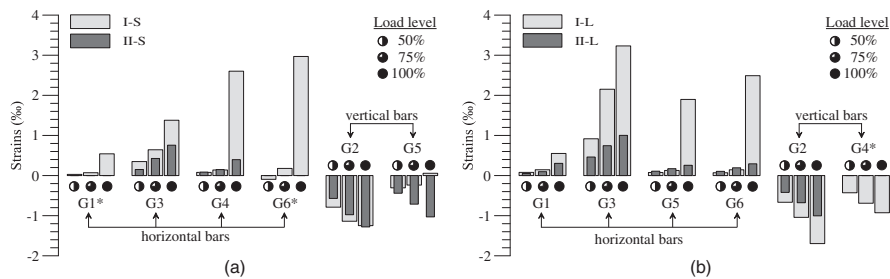 4
3
2
1
0
-1
-2
Strains (‰)
I-S
II-S
Load level
50%
75%
100%
vertical bars
G2 G5
G1* G3 G4 G6*
horizontal bars
(a)
4
3
2
1
0
-1
-2
Strains (‰)
I-L
II-L
Load level
50%
75%
100%
vertical bars
G2 G4*
G1 G3 G5 G6
horizontal bars
(b)